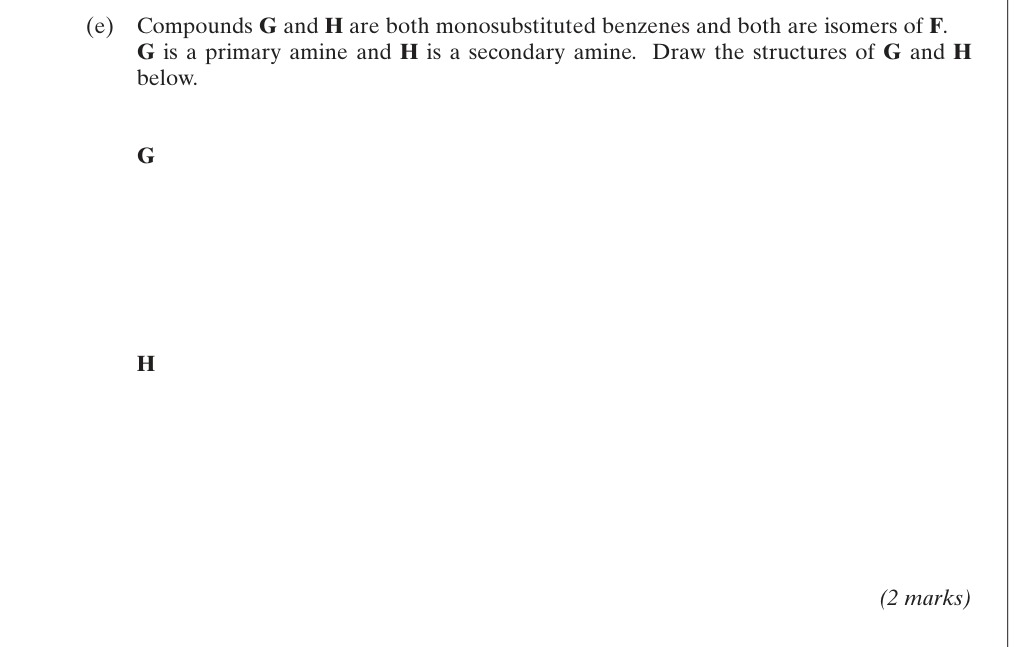 (e) Compounds G and H are both monosubstituted benzenes and both are isomers of F.
G is a primary amine and H is a secondary amine. Draw the structures of G and H
below.
G
H
(2 marks)